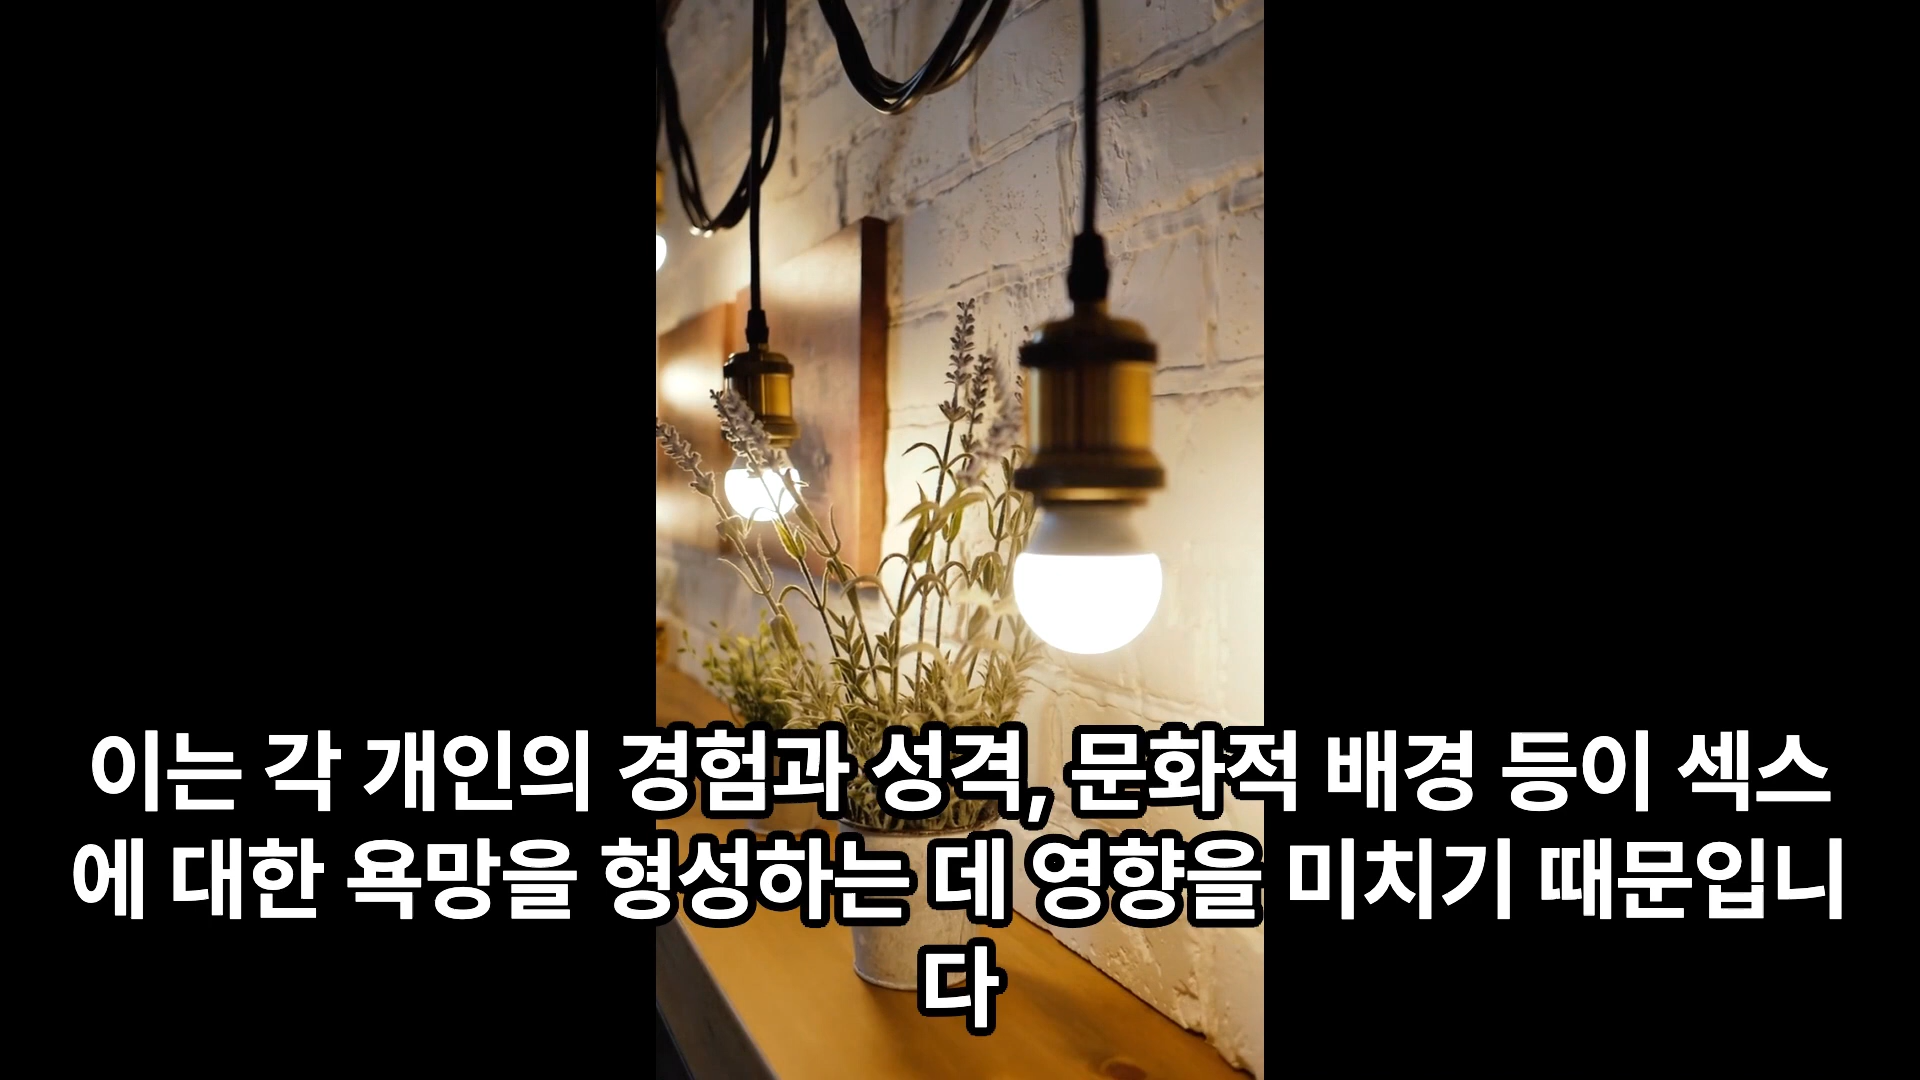 이는 각 개인의 경험과 성격, 문화적 배경 등이 섹스
에 대한 욕망을 형성하는 데 영향을 미치기 때문입니
다